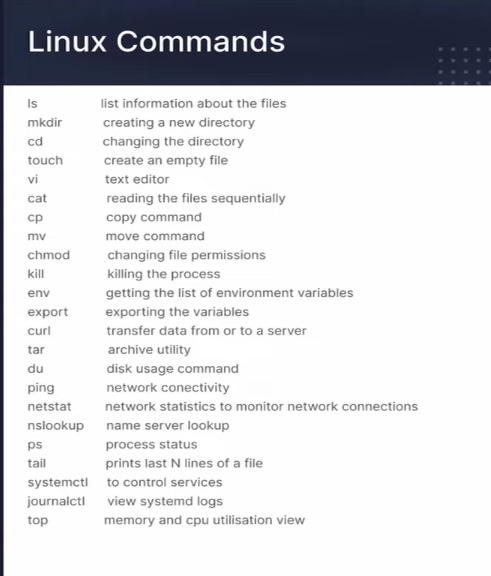 Linux Commands
ls list information about the files
mkdir creating a new directory
cd changing the directory
touch create an empty file
vi text editor
cat reading the files sequentially
cp copy command
mv move command
chmod changing file permissions
kill killing the process
env getting the list of environment variables
export exporting the variables
curl transfer data from or to a server
tar archive utility
du disk usage command
ping network conectivity
netstat network statistics to monitor network connections
nslookup name server lookup
ps process status
tail prints last N lines of a file
systemctl to control services
journalctl view systemd logs
top memory and cpu utilisation view